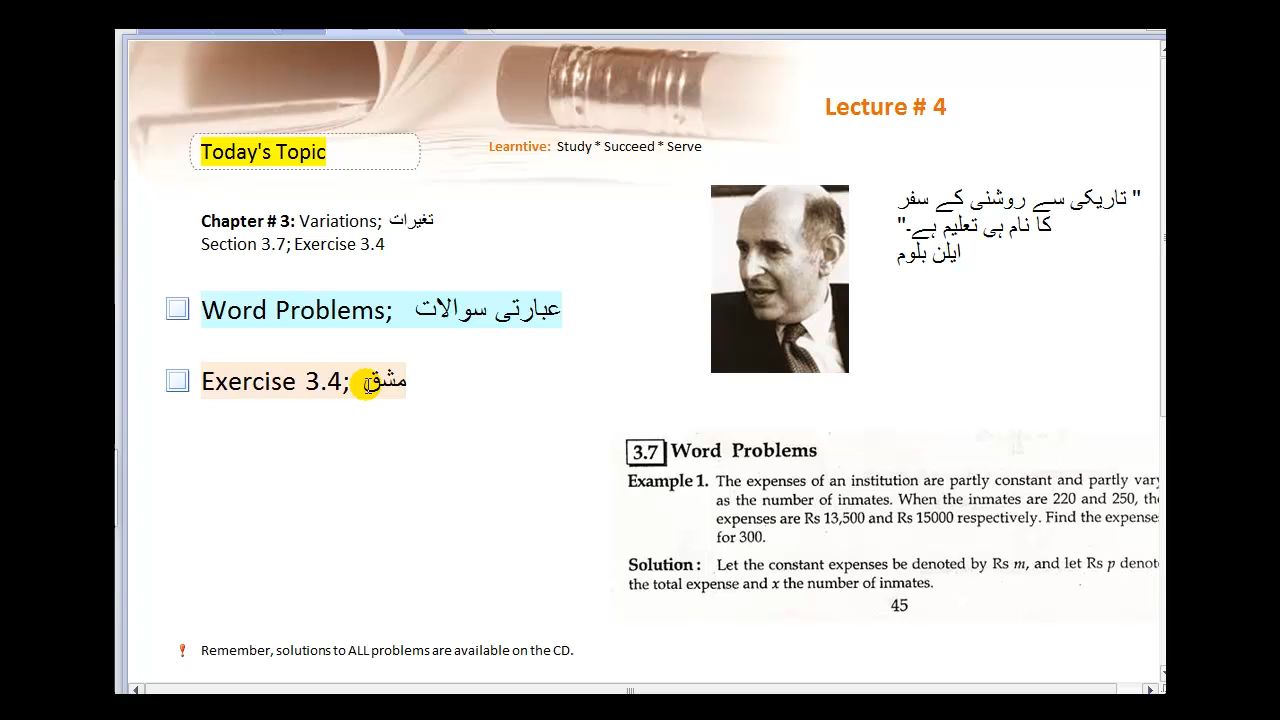 Lecture # 4
Today's Topic
Learntive: Study * Succeed * Serve
Chapter # 3: Variations; تغیرات
Section 3.7; Exercise 3.4
" تاریکی سے روشنی کے سفر
کا نام ہی تعلیم ہے۔"
ایلن بلوم
Word Problems; عبارتی سوالات
Exercise 3.4; مشق
3.7 Word Problems
Example 1. The expenses of an institution are partly constant and partly vary
as the number of inmates. When the inmates are 220 and 250, the
expenses are Rs 13,500 and Rs 15000 respectively. Find the expense
for 300.
Solution : Let the constant expenses be denoted by Rs m, and let Rs p denot
the total expense and x the number of inmates.
45
Remember, solutions to ALL problems are available on the CD.